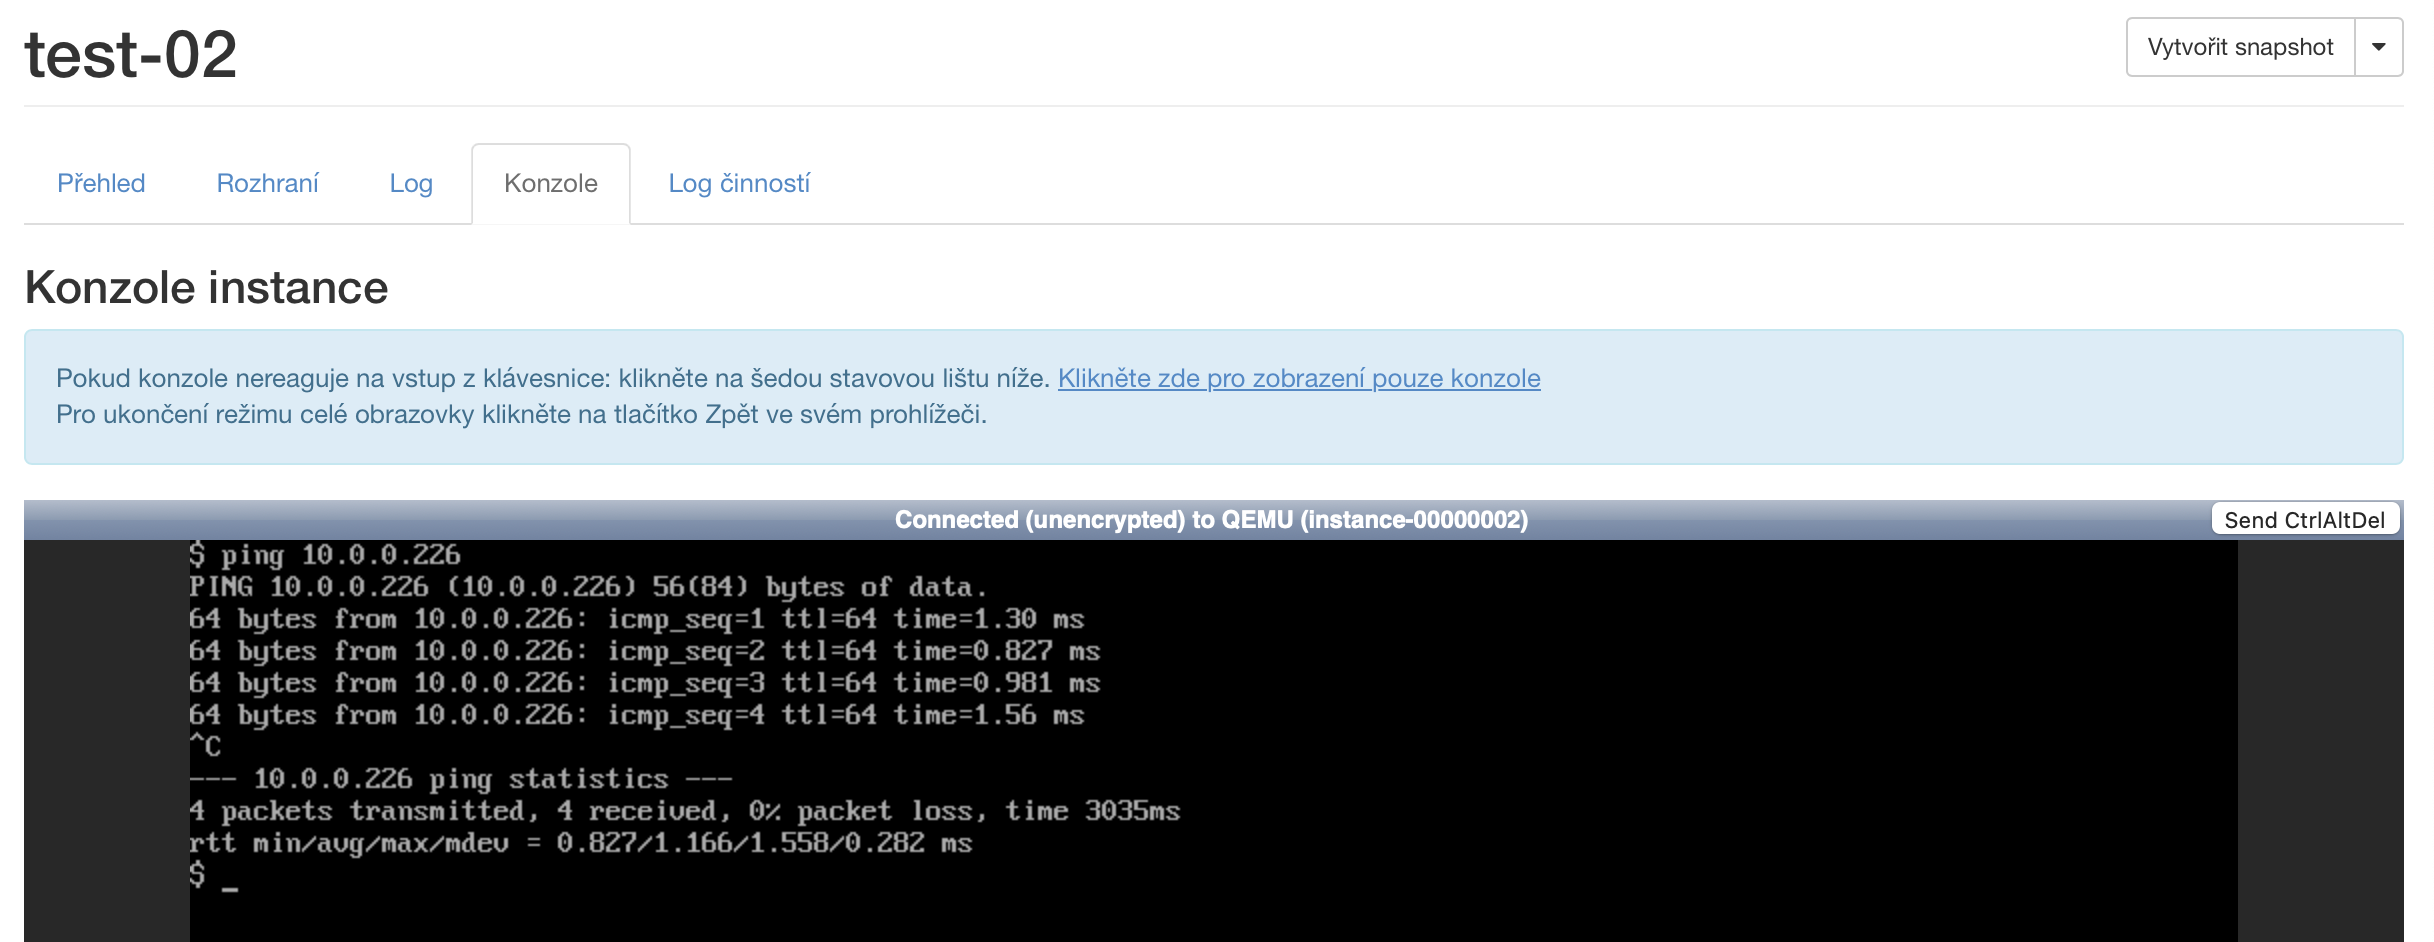 test-02
Vytvořit snapshot
Přehled
Rozhraní
Log
Konzole
Log činností
Konzole instance
Pokud konzole nereaguje na vstup z klávesnice: klikněte na šedou stavovou lištu níže. Klikněte zde pro zobrazení pouze konzole
Pro ukončení režimu celé obrazovky klikněte na tlačítko Zpět ve svém prohlížeči.
Connected (unencrypted) to QEMU (instance-00000002)
Send CtrlAltDel
$ ping 10.0.0.226
PING 10.0.0.226 (10.0.0.226) 56(84) bytes of data.
64 bytes from 10.0.0.226: icmp_seq=1 ttl=64 time=1.30 ms
64 bytes from 10.0.0.226: icmp_seq=2 ttl=64 time=0.827 ms
64 bytes from 10.0.0.226: icmp_seq=3 ttl=64 time=0.981 ms
64 bytes from 10.0.0.226: icmp_seq=4 ttl=64 time=1.56 ms
^C
--- 10.0.0.226 ping statistics ---
4 packets transmitted, 4 received, 0% packet loss, time 3035ms
rtt min/avg/max/mdev = 0.827/1.166/1.558/0.282 ms
$ _